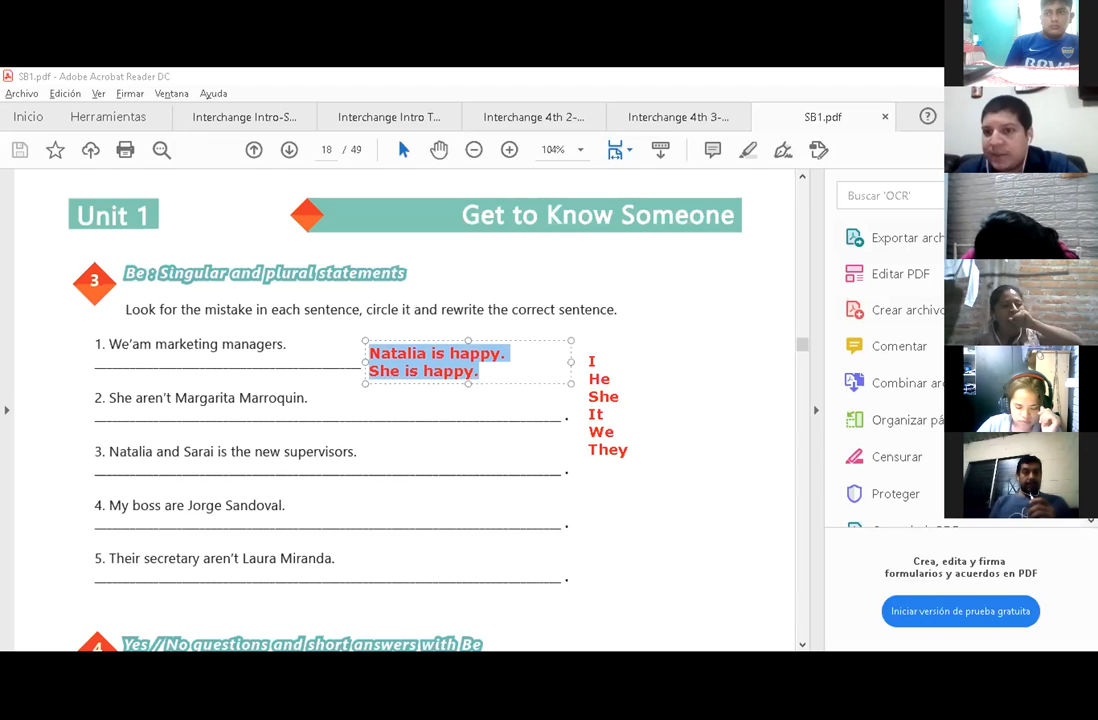 SB1.pdf - Adobe Acrobat Reader DC
Archivo Edición Ver Firmar Ventana Ayuda
Inicio Herramientas Interchange Intro-S... Interchange Intro T... Interchange 4th 2-... Interchange 4th 3-... SB1.pdf ×
18 / 49 104%
Unit 1 Get to Know Someone
3 Be : Singular and plural statements
Look for the mistake in each sentence, circle it and rewrite the correct sentence.
1. We'am marketing managers.
Natalia is happy.
She is happy.
I
He
She
It
We
They
2. She aren't Margarita Marroquin.
3. Natalia and Sarai is the new supervisors.
4. My boss are Jorge Sandoval.
5. Their secretary aren't Laura Miranda.
4 Yes / No questions and short answers with Be
Buscar 'OCR'
Exportar arch
Editar PDF
Crear archivo
Comentar
Combinar ar
Organizar pá
Censurar
Proteger
Crea, edita y firma
formularios y acuerdos en PDF
Iniciar versión de prueba gratuita